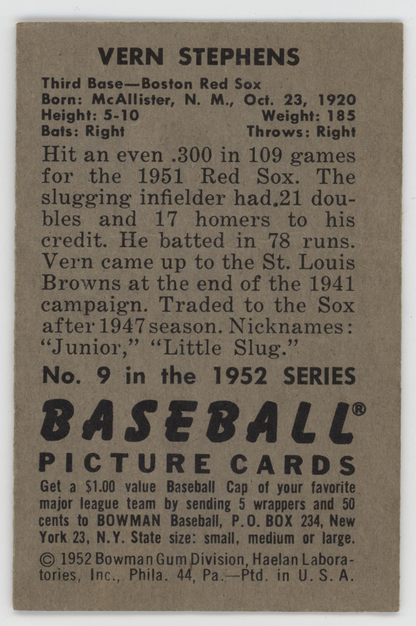 VERN STEPHENS
Third Base—Boston Red Sox
Born: McAllister, N. M., Oct. 23, 1920
Height: 5-10 Weight: 185
Bats: Right Throws: Right
Hit an even .300 in 109 games
for the 1951 Red Sox. The
slugging infielder had.21 dou-
bles and 17 homers to his
credit. He batted in 78 runs.
Vern came up to the St. Louis
Browns at the end of the 1941
campaign. Traded to the Sox
after 1947 season. Nicknames:
“Junior,” “Little Slug.”
No. 9 in the 1952 SERIES
BASEBALL®
PICTURE CARDS
Get a $1.00 value Baseball Cap of your favorite
major league team by sending 5 wrappers and 50
cents to BOWMAN Baseball, P.O. BOX 234, New
York 23, N.Y. State size: small, medium or large.
© 1952 Bowman Gum Division, Haelan Labora-
tories, Inc., Phila. 44, Pa.—Ptd. in U. S. A.